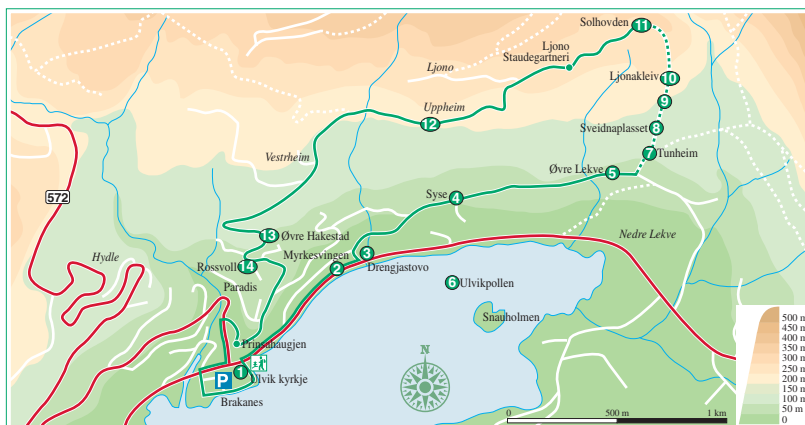 Solhovden
11
Ljono
Staudegartneri
Ljono
Ljonakleiv
10
9
Uppheim
12
Sveidnaplasset
8
7
Tunheim
Vestrheim
Øvre Lekve
5
572
Syse
4
13
Øvre Hakestad
Nedre Lekve
Hydle
Myrkesvingen
3
Rossvoll
14
2
Drengjastovo
Paradis
6
Ulvikpollen
Snauholmen
Prinsahaugjen
N
P
1
Ulvik kyrkje
Brakanes
0
500 m
1 km
500 m
450 m
400 m
350 m
300 m
250 m
200 m
150 m
100 m
50 m
0